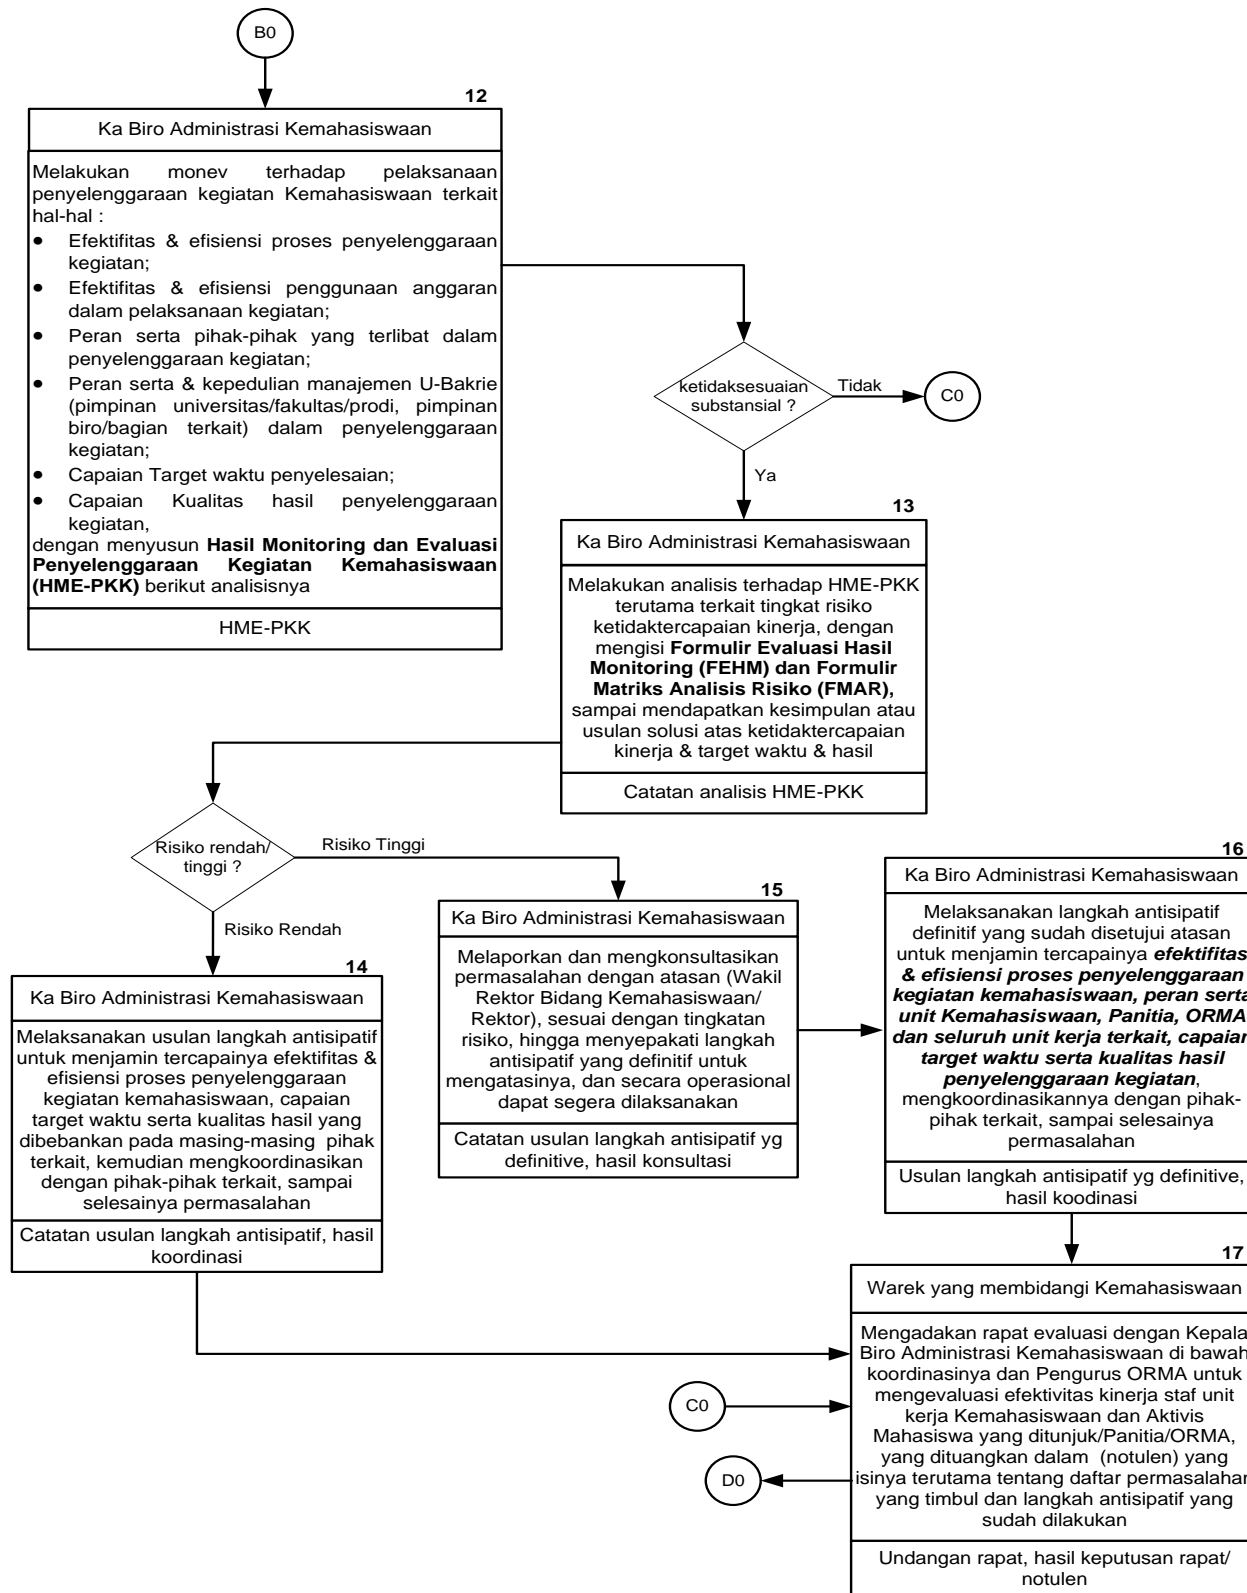 B0
12
Ka Biro Administrasi Kemahasiswaan
Melakukan monev terhadap pelaksanaan
penyelenggaraan kegiatan Kemahasiswaan terkait
hal-hal :
• Efektifitas & efisiensi proses penyelenggaraan
kegiatan;
• Efektifitas & efisiensi penggunaan anggaran
dalam pelaksanaan kegiatan;
• Peran serta pihak-pihak yang terlibat dalam
penyelenggaraan kegiatan;
• Peran serta & kepedulian manajemen U-Bakrie
(pimpinan universitas/fakultas/prodi, pimpinan
biro/bagian terkait) dalam penyelenggaraan
kegiatan;
• Capaian Target waktu penyelesaian;
• Capaian Kualitas hasil penyelenggaraan
kegiatan,
dengan menyusun Hasil Monitoring dan Evaluasi
Penyelenggaraan Kegiatan Kemahasiswaan
(HME-PKK) berikut analisisnya
HME-PKK
ketidaksesuaian
substansial ?
Tidak
C0
Ya
13
Ka Biro Administrasi Kemahasiswaan
Melakukan analisis terhadap HME-PKK
terutama terkait tingkat risiko
ketidaktercapaian kinerja, dengan
mengisi Formulir Evaluasi Hasil
Monitoring (FEHM) dan Formulir
Matriks Analisis Risiko (FMAR),
sampai mendapatkan kesimpulan atau
usulan solusi atas ketidaktercapaian
kinerja & target waktu & hasil
Catatan analisis HME-PKK
Risiko rendah/
tinggi ?
Risiko Tinggi
Risiko Rendah
14
Ka Biro Administrasi Kemahasiswaan
Melaksanakan usulan langkah antisipatif
untuk menjamin tercapainya efektifitas &
efisiensi proses penyelenggaraan
kegiatan kemahasiswaan, capaian
target waktu serta kualitas hasil yang
dibebankan pada masing-masing pihak
terkait, kemudian mengkoordinasikan
dengan pihak-pihak terkait, sampai
selesainya permasalahan
Catatan usulan langkah antisipatif, hasil
koordinasi
15
Ka Biro Administrasi Kemahasiswaan
Melaporkan dan mengkonsultasikan
permasalahan dengan atasan (Wakil
Rektor Bidang Kemahasiswaan/
Rektor), sesuai dengan tingkatan
risiko, hingga menyepakati langkah
antisipatif yang definitif untuk
mengatasinya, dan secara operasional
dapat segera dilaksanakan
Catatan usulan langkah antisipatif yg
definitive, hasil konsultasi
16
Ka Biro Administrasi Kemahasiswaan
Melaksanakan langkah antisipatif
definitif yang sudah disetujui atasan
untuk menjamin tercapainya efektifitas
& efisiensi proses penyelenggaraan
kegiatan kemahasiswaan, peran serta
unit Kemahasiswaan, Panitia, ORMA
dan seluruh unit kerja terkait, capaian
target waktu serta kualitas hasil
penyelenggaraan kegiatan,
mengkoordinasikannya dengan pihak-
pihak terkait, sampai selesainya
permasalahan
Usulan langkah antisipatif yg definitive,
hasil koodinasi
17
Warek yang membidangi Kemahasiswaan
Mengadakan rapat evaluasi dengan Kepala
Biro Administrasi Kemahasiswaan di bawah
koordinasinya dan Pengurus ORMA untuk
mengevaluasi efektivitas kinerja staf unit
kerja Kemahasiswaan dan Aktivis
Mahasiswa yang ditunjuk/Panitia/ORMA,
yang dituangkan dalam (notulen) yang
isinya terutama tentang daftar permasalahan
yang timbul dan langkah antisipatif yang
sudah dilakukan
Undangan rapat, hasil keputusan rapat/
notulen
C0
D0